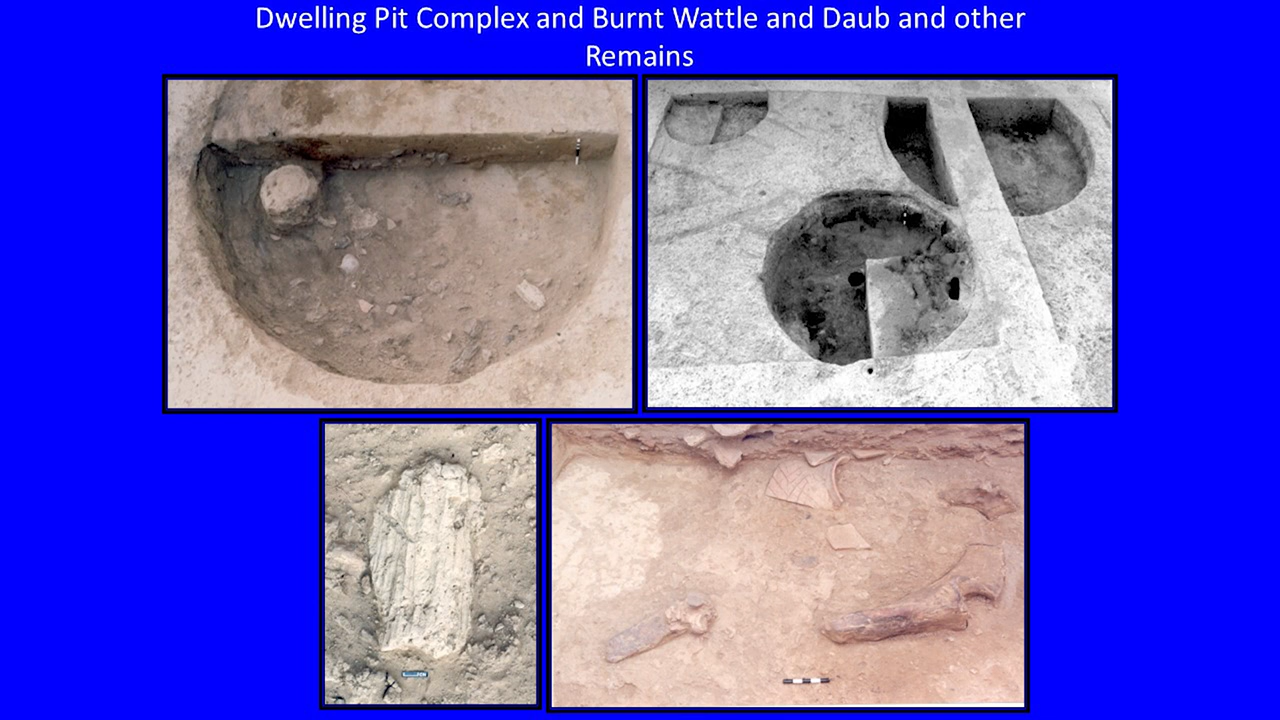 Dwelling Pit Complex and Burnt Wattle and Daub and other
Remains